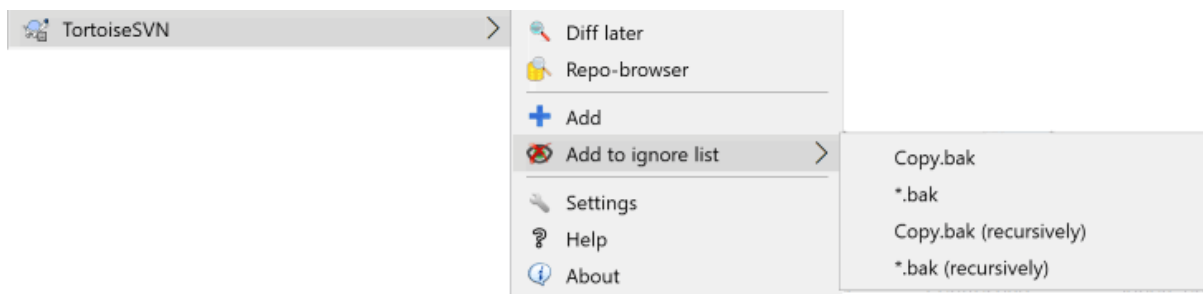 TortoiseSVN
Diff later
Repo-browser
Add
Add to ignore list
Settings
Help
About
Copy.bak
*.bak
Copy.bak (recursively)
*.bak (recursively)